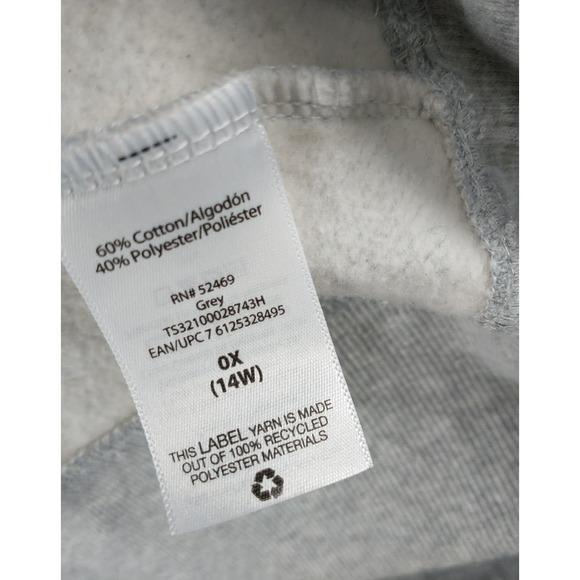 60% Cotton/Algodón
40% Polyester/Poliéster
RN# 52469
Grey
TS32100028743H
EAN/UPC 7 6125328495
0X
(14W)
THIS LABEL YARN IS MADE
OUT OF 100% RECYCLED
POLYESTER MATERIALS